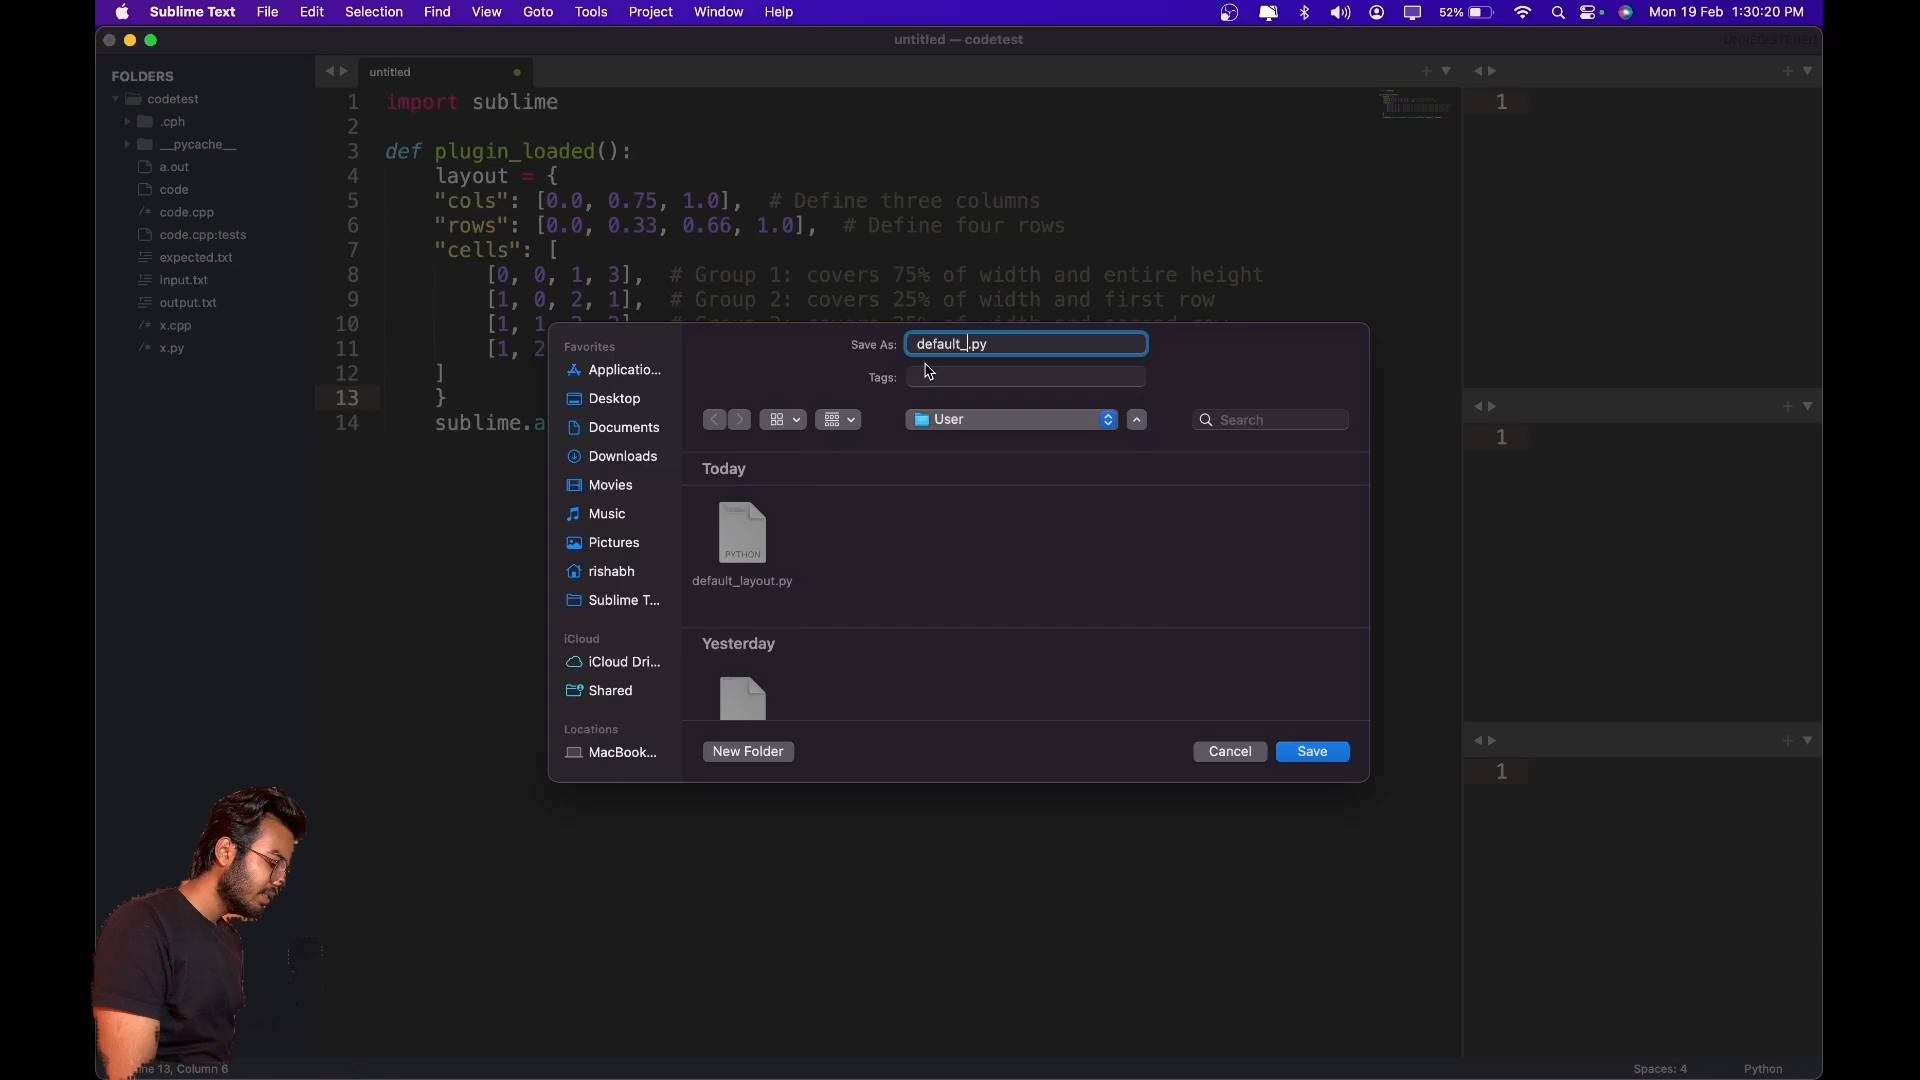 Sublime Text File Edit Selection Find View Goto Tools Project Window Help 52% Mon 19 Feb 1:30:20 PM
untitled — codetest
UNREGISTERED
FOLDERS
codetest
.cph
__pycache__
a.out
code
/* code.cpp
code.cpp:tests
expected.txt
input.txt
output.txt
/* x.cpp
/* x.py
untitled
1 import sublime
2
3 def plugin_loaded():
4 layout = {
5 "cols": [0.0, 0.75, 1.0], # Define three columns
6 "rows": [0.0, 0.33, 0.66, 1.0], # Define four rows
7 "cells": [
8 [0, 0, 1, 3], # Group 1: covers 75% of width and entire height
9 [1, 0, 2, 1], # Group 2: covers 25% of width and first row
10 [1, 1
11 [1, 2
12 ]
13 }
14 sublime.a
Save As: default_.py
Tags:
User
Search
Favorites
Applicatio...
Desktop
Documents
Downloads
Movies
Music
Pictures
rishabh
Sublime T...
iCloud
iCloud Dri...
Shared
Locations
MacBook...
Today
PYTHON
default_layout.py
Yesterday
New Folder
Cancel
Save
1
1
1
ne 13, Column 6
Spaces: 4
Python